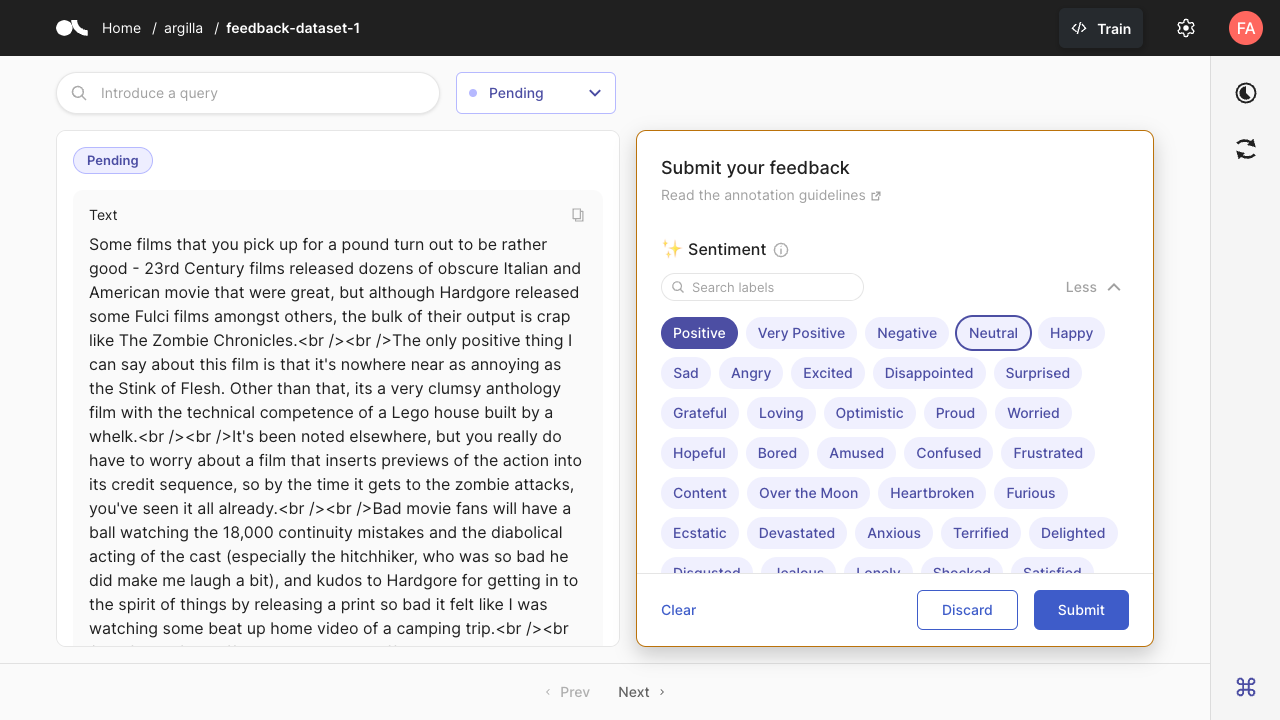 Home / argilla / feedback-dataset-1
Train
FA
Introduce a query
Pending
Pending
Text
Some films that you pick up for a pound turn out to be rather
good - 23rd Century films released dozens of obscure Italian and
American movie that were great, but although Hardgore released
some Fulci films amongst others, the bulk of their output is crap
like The Zombie Chronicles.<br /><br />The only positive thing I
can say about this film is that it's nowhere near as annoying as
the Stink of Flesh. Other than that, its a very clumsy anthology
film with the technical competence of a Lego house built by a
whelk.<br /><br />It's been noted elsewhere, but you really do
have to worry about a film that inserts previews of the action into
its credit sequence, so by the time it gets to the zombie attacks,
you've seen it all already.<br /><br />Bad movie fans will have a
ball watching the 18,000 continuity mistakes and the diabolical
acting of the cast (especially the hitchhiker, who was so bad he
did make me laugh a bit), and kudos to Hardgore for getting in to
the spirit of things by releasing a print so bad it felt like I was
watching some beat up home video of a camping trip.<br /><br
Submit your feedback
Read the annotation guidelines
✨ Sentiment
Search labels
Less
Positive Very Positive Negative Neutral Happy
Sad Angry Excited Disappointed Surprised
Grateful Loving Optimistic Proud Worried
Hopeful Bored Amused Confused Frustrated
Content Over the Moon Heartbroken Furious
Ecstatic Devastated Anxious Terrified Delighted
Disgusted Jealous Lonely Shocked Satisfied
Clear
Discard
Submit
‹ Prev
Next ›